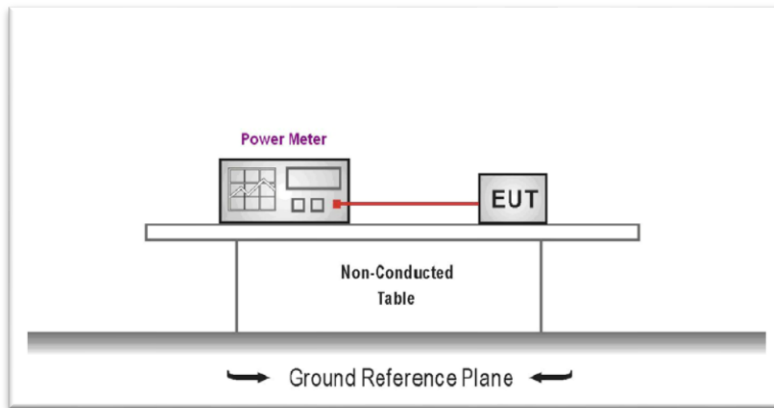 Power Meter
EUT
Non-Conducted
Table
Ground Reference Plane